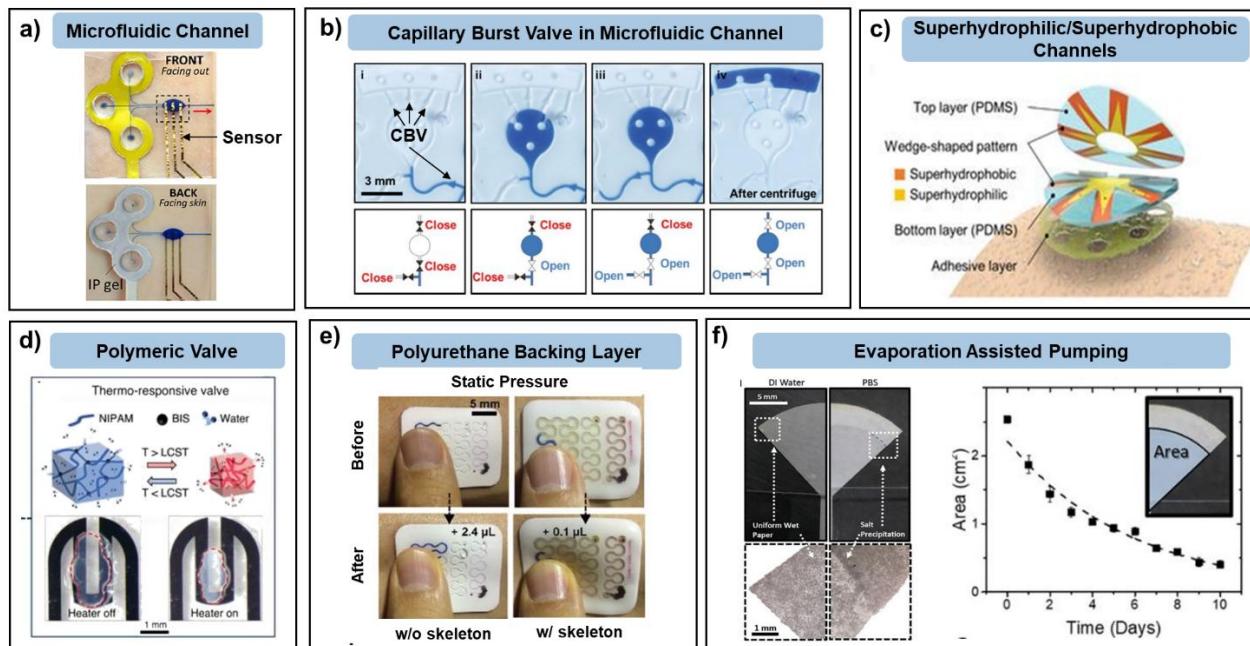 a)
Microfluidic Channel
FRONT
Facing out
Sensor
BACK
Facing skin
IP gel
b)
Capillary Burst Valve in Microfluidic Channel
i
ii
iii
iv
CBV
3 mm
After centrifuge
Close
Close
Close
Close
Open
Close
Close
Open
Open
Open
Open
Open
c)
Superhydrophilic/Superhydrophobic
Channels
Top layer (PDMS)
Wedge-shaped pattern
Superhydrophobic
Superhydrophilic
Bottom layer (PDMS)
Adhesive layer
d)
Polymeric Valve
Thermo-responsive valve
NIPAM
BIS
Water
T > LCST
T < LCST
Heater off
Heater on
1 mm
e)
Polyurethane Backing Layer
Static Pressure
5 mm
Before
After
+ 2.4 µL
+ 0.1 µL
w/o skeleton
w/ skeleton
f)
Evaporation Assisted Pumping
i
DI Water
PBS
5 mm
Uniform Wet
Paper
Salt
Precipitation
1 mm
Area
Area (cm²)
2
1
0
0
2
4
6
8
10
Time (Days)